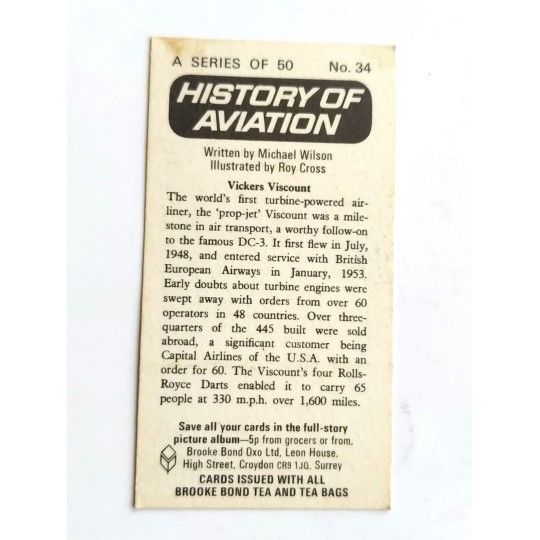 A SERIES OF 50 No. 34
HISTORY OF
AVIATION
Written by Michael Wilson
Illustrated by Roy Cross
Vickers Viscount
The world's first turbine-powered air-
liner, the 'prop-jet' Viscount was a mile-
stone in air transport, a worthy follow-on
to the famous DC-3. It first flew in July,
1948, and entered service with British
European Airways in January, 1953.
Early doubts about turbine engines were
swept away with orders from over 60
operators in 48 countries. Over three-
quarters of the 445 built were sold
abroad, a significant customer being
Capital Airlines of the U.S.A. with an
order for 60. The Viscount's four Rolls-
Royce Darts enabled it to carry 65
people at 330 m.p.h. over 1,600 miles.
Save all your cards in the full-story
picture album—5p from grocers or from,
Brooke Bond Oxo Ltd, Leon House,
High Street, Croydon CR9 1JQ. Surrey
CARDS ISSUED WITH ALL
BROOKE BOND TEA AND TEA BAGS